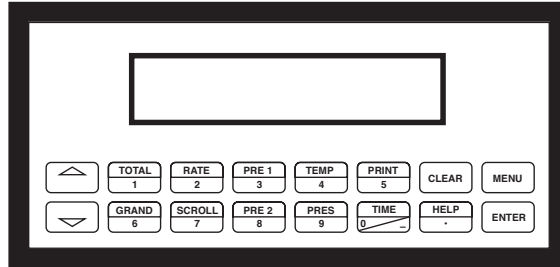 TOTAL RATE PRE 1 TEMP PRINT
1 2 3 4 5 CLEAR MENU
GRAND SCROLL PRE 2 PRES TIME HELP
6 7 8 9 0 – . ENTER